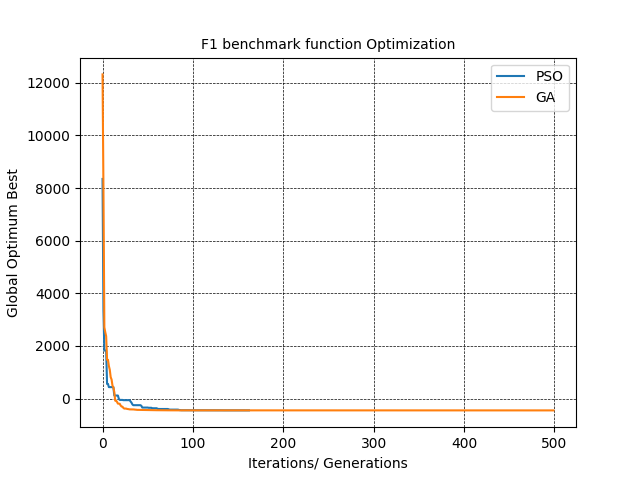 F1 benchmark function Optimization
PSO
GA
12000
10000
8000
6000
4000
2000
0
Global Optimum Best
0 100 200 300 400 500
Iterations/ Generations